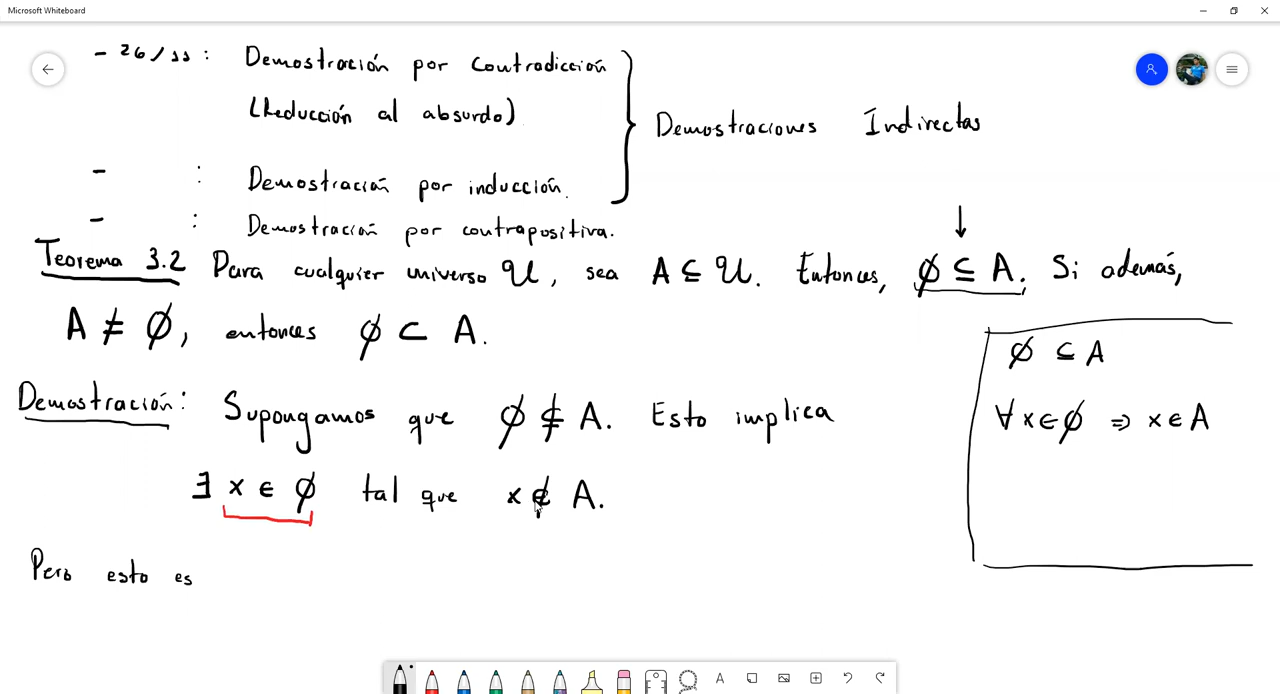 Microsoft Whiteboard
- 26/11: Demostración por Contradicción
(Reducción al absurdo)
Demostraciones Indirectas
- : Demostración por inducción.
- : Demostración por contrapositiva.
Teorema 3.2 Para cualquier universo 𝒰, sea A ⊆ 𝒰. Entonces, ∅ ⊆ A. Si además,
A ≠ ∅, entonces ∅ ⊂ A.
∅ ⊆ A
∀ x ∈ ∅ ⇒ x ∈ A
Demostración: Supongamos que ∅ ⊈ A. Esto implica
∃ x ∈ ∅ tal que x ∉ A.
Pero esto es
A